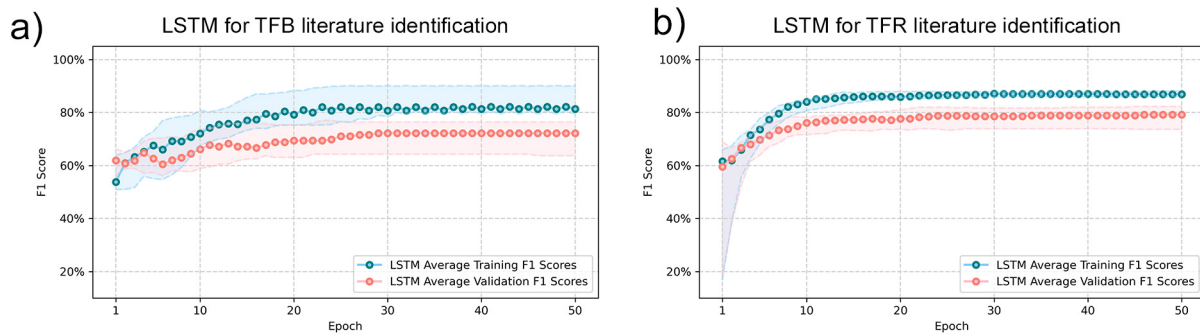 a)
LSTM for TFB literature identification
100%
80%
60%
40%
20%
F1 Score
1
10
20
30
40
50
Epoch
LSTM Average Training F1 Scores
LSTM Average Validation F1 Scores
b)
LSTM for TFR literature identification
100%
80%
60%
40%
20%
F1 Score
1
10
20
30
40
50
Epoch
LSTM Average Training F1 Scores
LSTM Average Validation F1 Scores